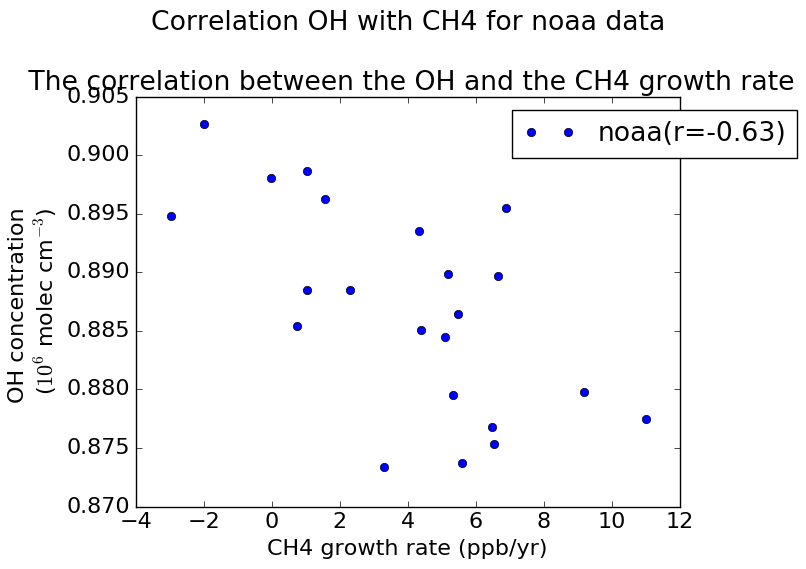 Correlation OH with CH4 for noaa data
The correlation between the OH and the CH4 growth rate
noaa(r=-0.63)
OH concentration
(10⁶ molec cm⁻³)
0.905
0.900
0.895
0.890
0.885
0.880
0.875
0.870
−4 −2 0 2 4 6 8 10 12
CH4 growth rate (ppb/yr)